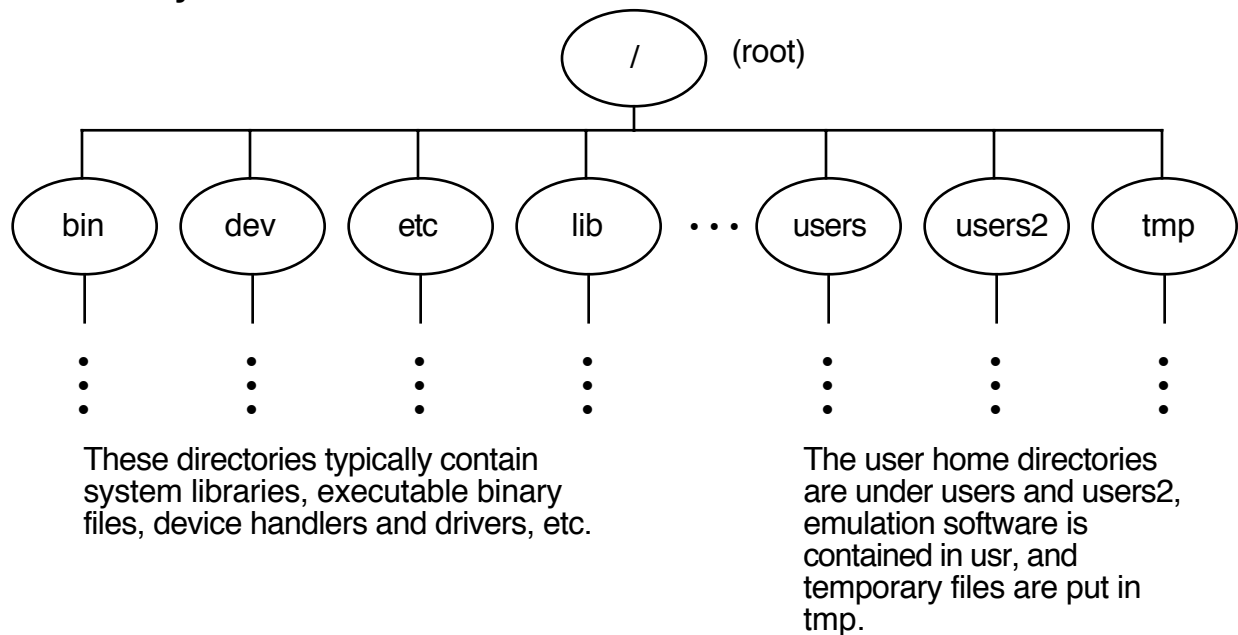 / (root)
bin dev etc lib ... users users2 tmp
These directories typically contain
system libraries, executable binary
files, device handlers and drivers, etc.
The user home directories
are under users and users2,
emulation software is
contained in usr, and
temporary files are put in
tmp.